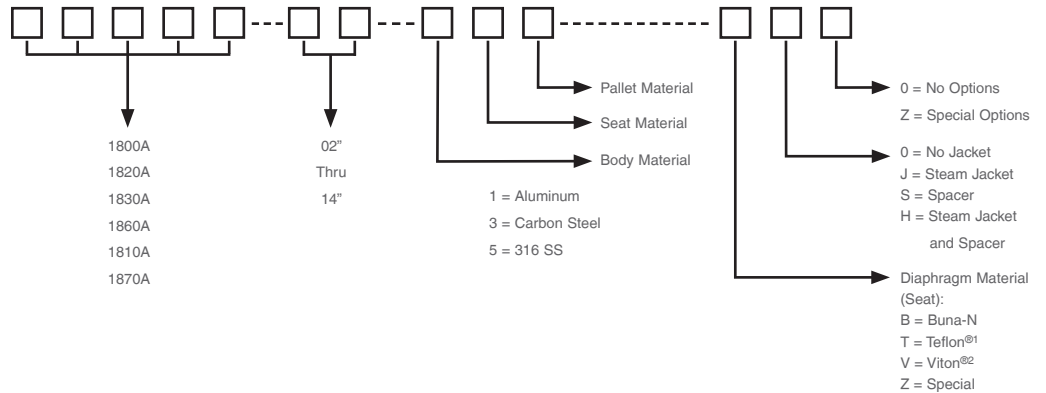 Pallet Material
Seat Material
Body Material
1800A
1820A
1830A
1860A
1810A
1870A
02”
Thru
14”
1 = Aluminum
3 = Carbon Steel
5 = 316 SS
0 = No Options
Z = Special Options
0 = No Jacket
J = Steam Jacket
S = Spacer
H = Steam Jacket
and Spacer
Diaphragm Material
(Seat):
B = Buna-N
T = Teflon®1
V = Viton®2
Z = Special